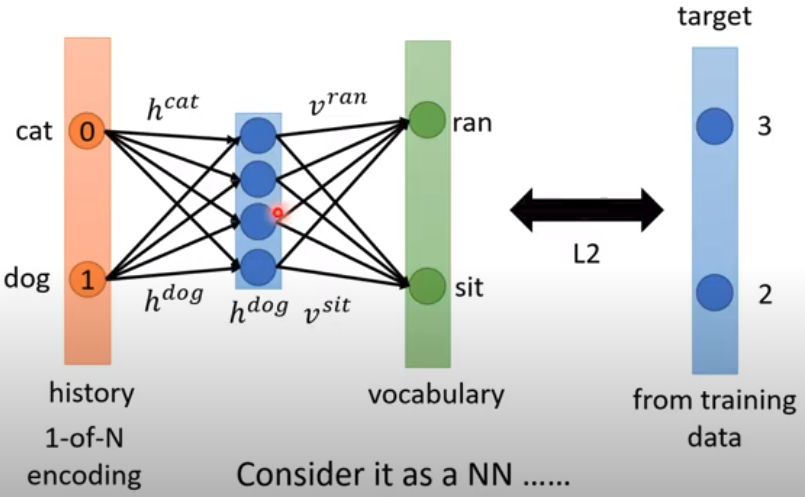 target
h^{cat}
v^{ran}
cat
0
ran
3
L2
dog
1
sit
2
h^{dog}
h^{dog}
v^{sit}
history
vocabulary
from training
data
1-of-N
encoding
Consider it as a NN ......